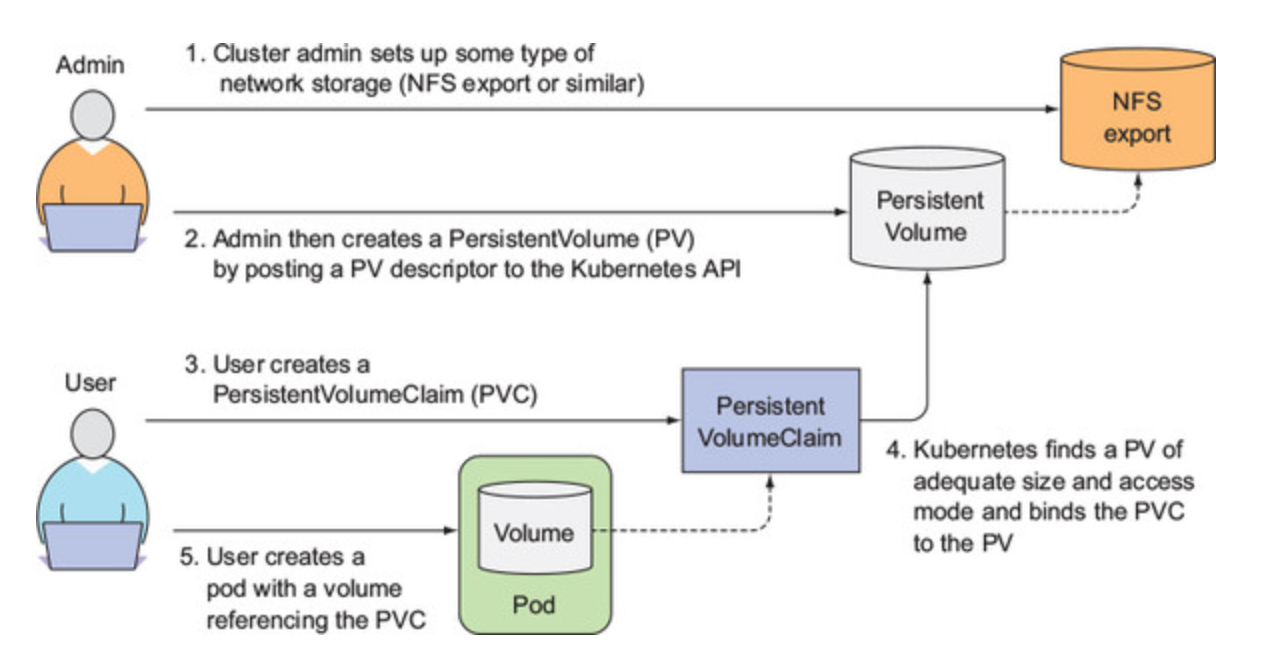 Admin
1. Cluster admin sets up some type of
network storage (NFS export or similar)
NFS
export
Persistent
Volume
2. Admin then creates a PersistentVolume (PV)
by posting a PV descriptor to the Kubernetes API
User
3. User creates a
PersistentVolumeClaim (PVC)
Persistent
VolumeClaim
4. Kubernetes finds a PV of
adequate size and access
mode and binds the PVC
to the PV
Volume
Pod
5. User creates a
pod with a volume
referencing the PVC